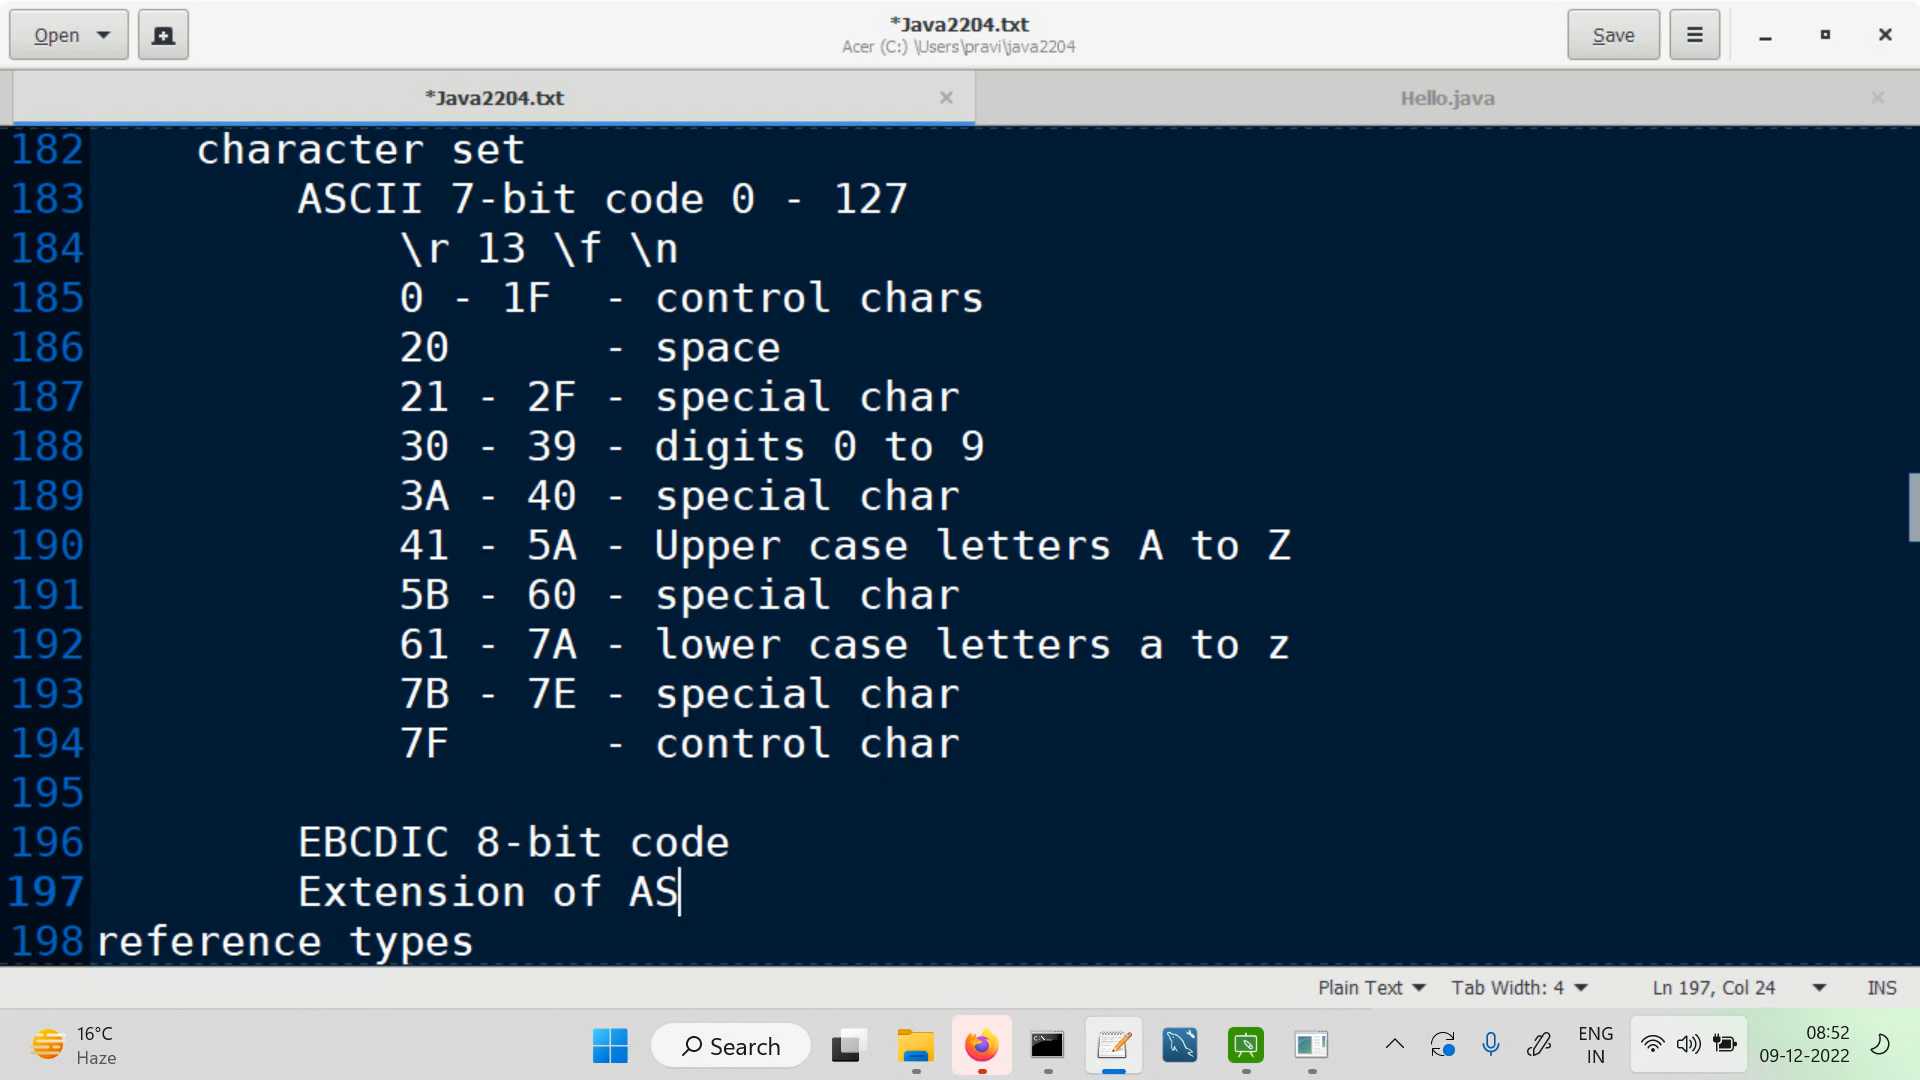 Open
*Java2204.txt
Acer (C:) \Users\pravi\java2204
Save
*Java2204.txt
Hello.java
182 character set
183 ASCII 7-bit code 0 - 127
184 \r 13 \f \n
185 0 - 1F - control chars
186 20 - space
187 21 - 2F - special char
188 30 - 39 - digits 0 to 9
189 3A - 40 - special char
190 41 - 5A - Upper case letters A to Z
191 5B - 60 - special char
192 61 - 7A - lower case letters a to z
193 7B - 7E - special char
194 7F - control char
195
196 EBCDIC 8-bit code
197 Extension of AS
198 reference types
Plain Text Tab Width: 4 Ln 197, Col 24 INS
16°C
Haze
Search
ENG
IN
08:52
09-12-2022